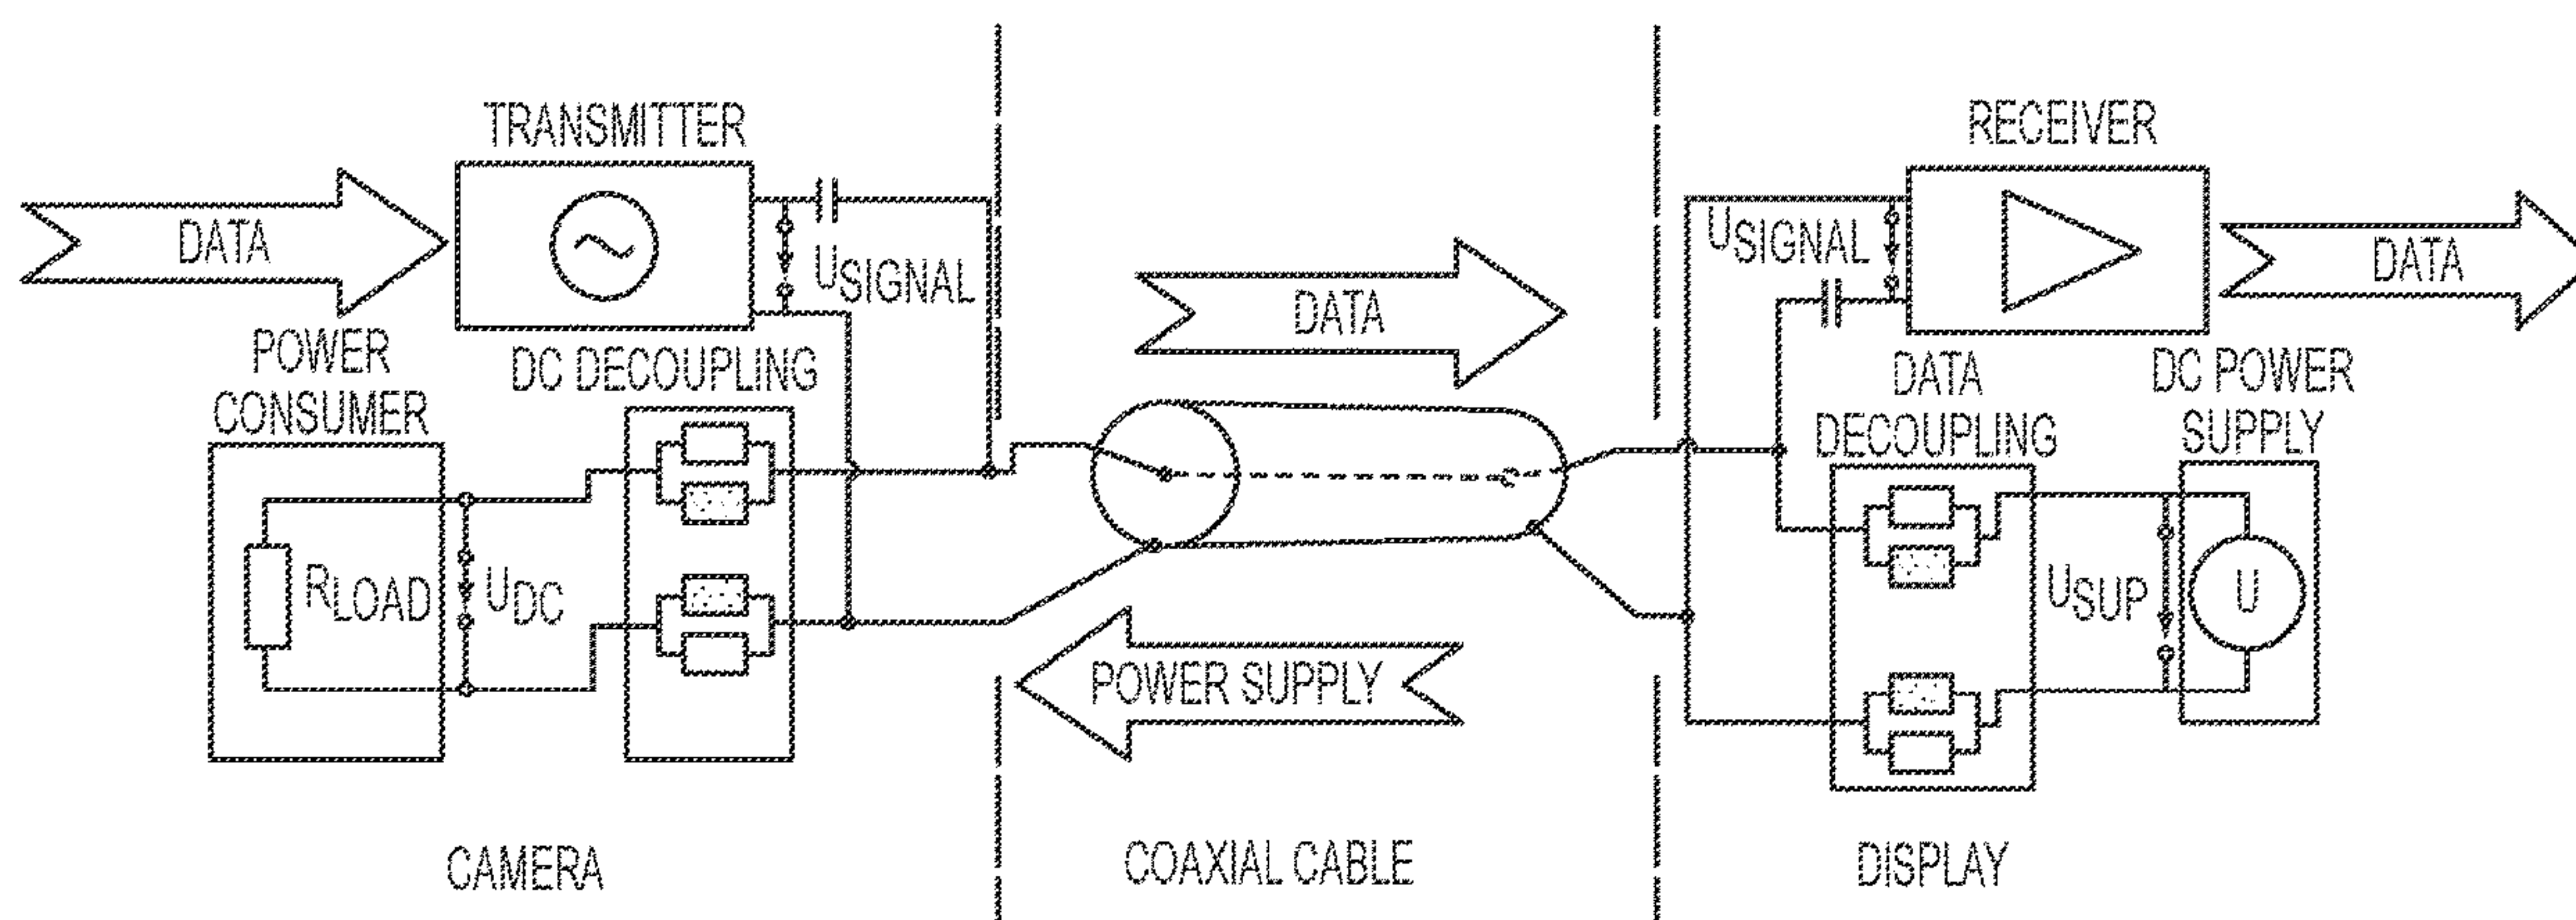 TRANSMITTER
RECEIVER
DATA
USIGNAL
DATA
USIGNAL
DATA
POWER
CONSUMER
DC DECOUPLING
DATA
DECOUPLING
DC POWER
SUPPLY
RLOAD
UDC
USUP
U
POWER SUPPLY
CAMERA
COAXIAL CABLE
DISPLAY